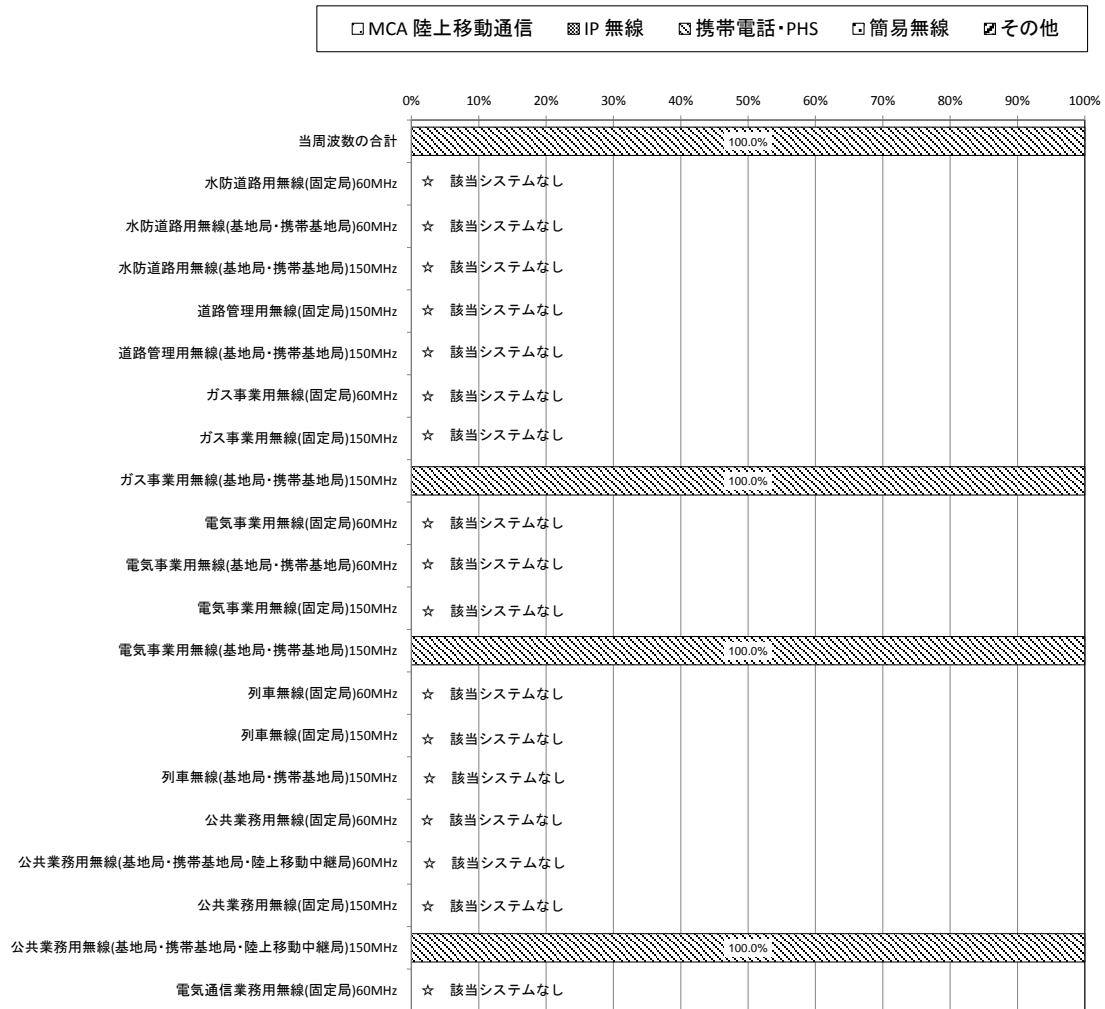 □MCA 陸上移動通信 IP 無線 携帯電話・PHS 簡易無線 その他
0% 10% 20% 30% 40% 50% 60% 70% 80% 90% 100%
当周波数の合計 100.0%
水防道路用無線(固定局)60MHz ☆ 該当システムなし
水防道路用無線(基地局・携帯基地局)60MHz ☆ 該当システムなし
水防道路用無線(基地局・携帯基地局)150MHz ☆ 該当システムなし
道路管理用無線(固定局)150MHz ☆ 該当システムなし
道路管理用無線(基地局・携帯基地局)150MHz ☆ 該当システムなし
ガス事業用無線(固定局)60MHz ☆ 該当システムなし
ガス事業用無線(固定局)150MHz ☆ 該当システムなし
ガス事業用無線(基地局・携帯基地局)150MHz 100.0%
電気事業用無線(固定局)60MHz ☆ 該当システムなし
電気事業用無線(基地局・携帯基地局)60MHz ☆ 該当システムなし
電気事業用無線(固定局)150MHz ☆ 該当システムなし
電気事業用無線(基地局・携帯基地局)150MHz 100.0%
列車無線(固定局)60MHz ☆ 該当システムなし
列車無線(固定局)150MHz ☆ 該当システムなし
列車無線(基地局・携帯基地局)150MHz ☆ 該当システムなし
公共業務用無線(固定局)60MHz ☆ 該当システムなし
公共業務用無線(基地局・携帯基地局・陸上移動中継局)60MHz ☆ 該当システムなし
公共業務用無線(固定局)150MHz ☆ 該当システムなし
公共業務用無線(基地局・携帯基地局・陸上移動中継局)150MHz 100.0%
電気通信業務用無線(固定局)60MHz ☆ 該当システムなし